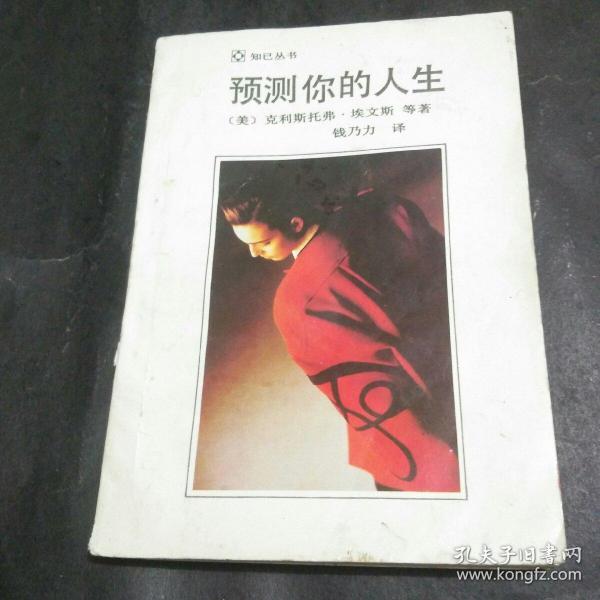 知己丛书
预测你的人生
〔美〕克利斯托弗·埃文斯 等著
钱乃力 译
孔夫子旧书网
www.kongfz.com